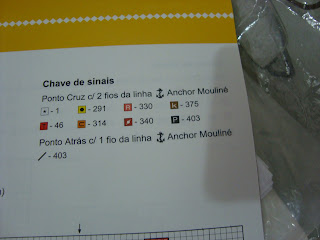 Chave de sinais
Ponto Cruz c/ 2 fios da linha Anchor Mouliné
- 1 - 291 R - 330 K - 375
- 46 - 314 - 340 P - 403
Ponto Atrás c/ 1 fio da linha Anchor Mouliné
- 403